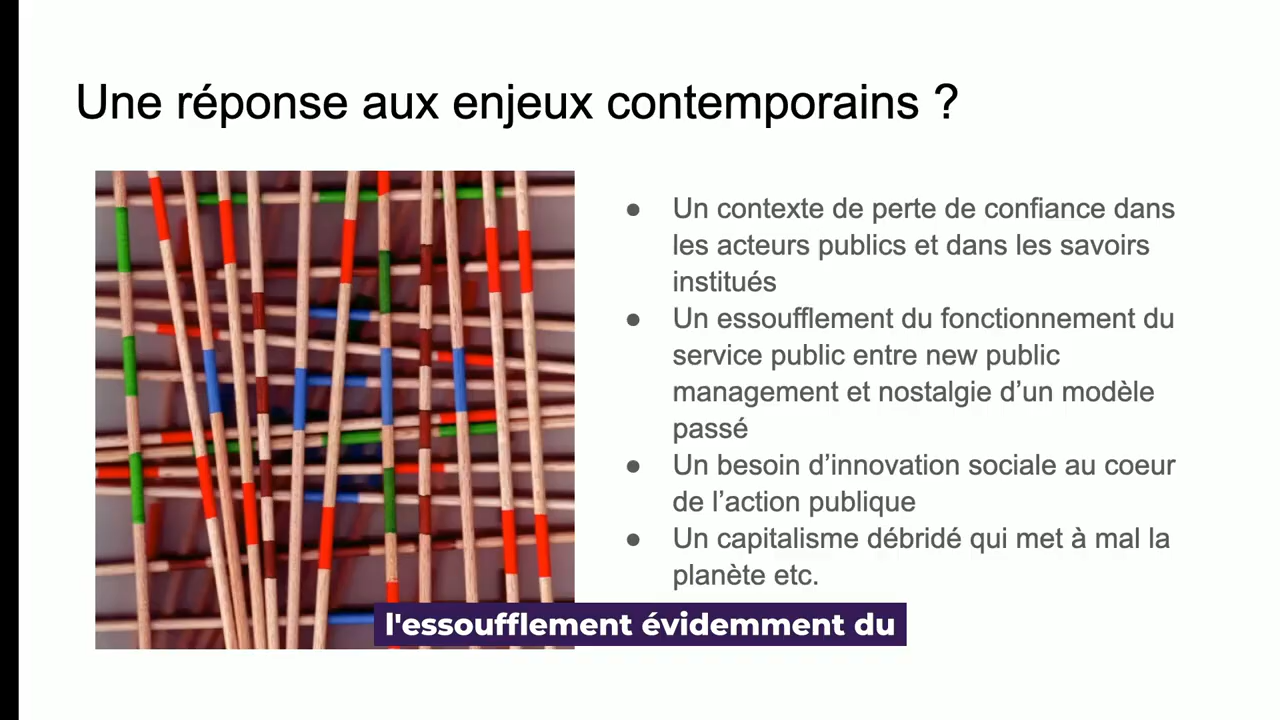 Une réponse aux enjeux contemporains ?
● Un contexte de perte de confiance dans
les acteurs publics et dans les savoirs
institués
● Un essoufflement du fonctionnement du
service public entre new public
management et nostalgie d’un modèle
passé
● Un besoin d’innovation sociale au coeur
de l’action publique
● Un capitalisme débridé qui met à mal la
planète etc.
l'essoufflement évidemment du